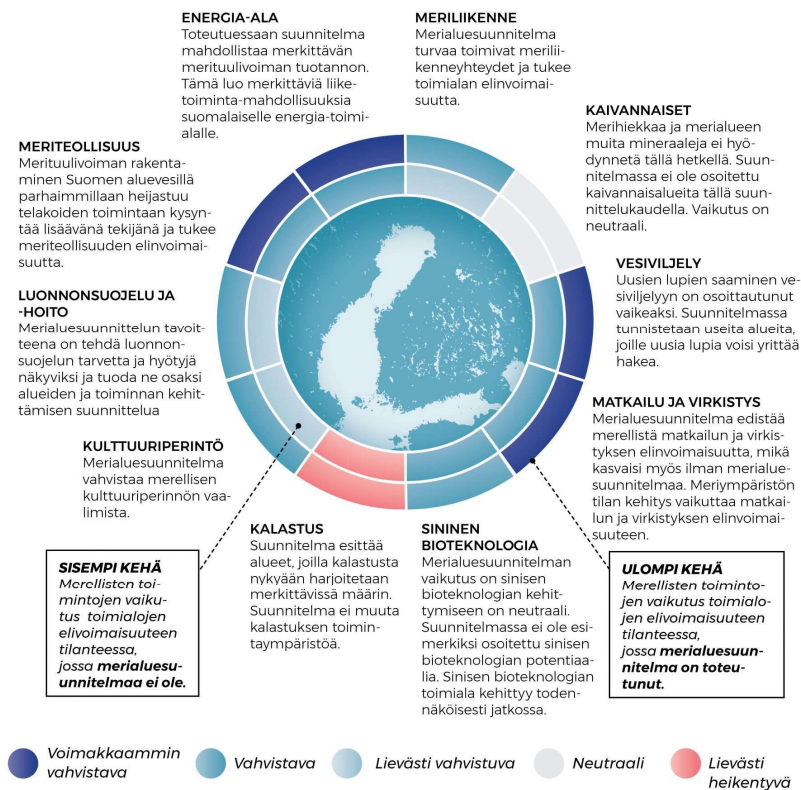 ENERGIA-ALA
Toteutuessaan suunnitelma
mahdollistaa merkittävän
merituulivoiman tuotannon.
Tämä luo merkittäviä liike-
toiminta-mahdollisuuksia
suomalaiselle energia-toimi-
alalle.
MERILIIKENNE
Merialuesuunnitelma
turvaa toimivat merilii-
kenneyhteydet ja tukee
toimialan elinvoimai-
suutta.
KAIVANNAISET
Merihiekkaa ja merialueen
muita mineraaleja ei hyö-
dynnetä tällä hetkellä. Suun-
nitelmassa ei ole osoitettu
kaivannaisalueita tällä suun-
nittelukaudella. Vaikutus on
neutraali.
MERITEOLLISUUS
Merituulivoiman rakenta-
minen Suomen aluevesillä
parhaimmillaan heijastuu
telakoiden toimintaan kysyn-
tää lisäävänä tekijänä ja tukee
meriteollisuuden elinvoimai-
suutta.
VESIVILJELY
Uusien lupien saaminen ve-
siviljelyyn on osoittautunut
vaikeaksi. Suunnitelmassa
tunnistetaan useita alueita,
joille uusia lupia voisi yrittää
hakea.
LUONNONSUOJELU JA
-HOITO
Merialuesuunnittelun tavoit-
teena on tehdä luonnon-
suojelun tarvetta ja hyötyjä
näkyviksi ja tuoda ne osaksi
alueiden ja toiminnan kehit-
tämisen suunnittelua
MATKAILU JA VIRKISTYS
Merialuesuunnitelma edistää
merellistä matkailun ja virkis-
tyksen elinvoimaisuutta, mikä
kasvaisi myös ilman merialue-
suunnitelmaa. Meriympäristön
tilan kehitys vaikuttaa matkai-
lun ja virkistyksen elinvoimai-
suuteen.
KULTTUURIPERINTÖ
Merialuesuunnitelma
vahvistaa merellisen
kulttuuriperinnön vaa-
limista.
KALASTUS
Suunnitelma esittää
alueet, joilla kalastusta
nykyään harjoitetaan
merkittävissä määrin.
Suunnitelma ei muuta
kalastuksen toimin-
taympäristöä.
SININEN
BIOTEKNOLOGIA
Merialuesuunnitelman
vaikutus on sinisen
bioteknologian kehit-
tymiseen on neutraali.
Suunnitelmassa ei ole esi-
merkiksi osoitettu sinisen
bioteknologian potentiaa-
lia. Sinisen bioteknologian
toimiala kehittyy toden-
näköisesti jatkossa.
SISEMPI KEHÄ
Merellisten toi-
mintojen vaiku-
tus toimialojen
elivoimaisuuteen
tilanteessa,
jossa merialuesu-
unnitelmaa ei ole.
ULOMPI KEHÄ
Merellisten toiminto-
jen vaikutus toimialo-
jen elivoimaisuuteen
tilanteessa,
jossa merialuesuun-
nitelma on toteu-
tunut.
Voimakkaammin
vahvistava
Vahvistava
Lievästi vahvistuva
Neutraali
Lievästi
heikentyvä